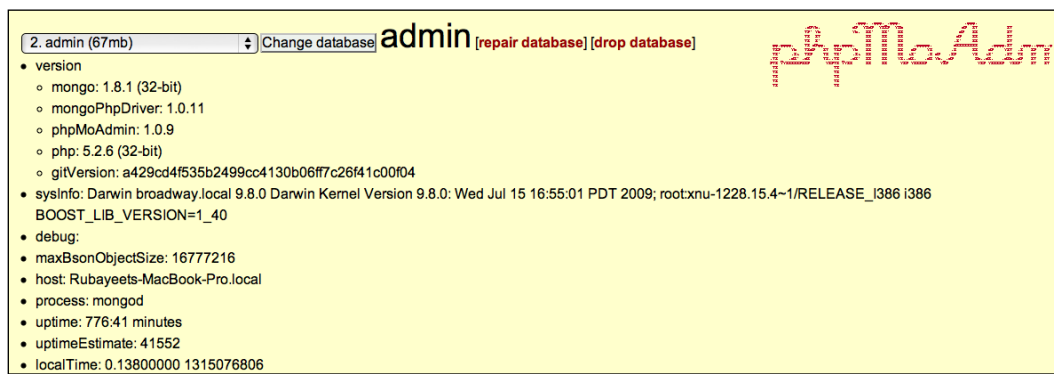 2. admin (67mb) Change database admin [repair database] [drop database]
phpMoAdm
• version
◦ mongo: 1.8.1 (32-bit)
◦ mongoPhpDriver: 1.0.11
◦ phpMoAdmin: 1.0.9
◦ php: 5.2.6 (32-bit)
◦ gitVersion: a429cd4f535b2499cc4130b06ff7c26f41c00f04
• sysInfo: Darwin broadway.local 9.8.0 Darwin Kernel Version 9.8.0: Wed Jul 15 16:55:01 PDT 2009; root:xnu-1228.15.4~1/RELEASE_I386 i386
BOOST_LIB_VERSION=1_40
• debug:
• maxBsonObjectSize: 16777216
• host: Rubayeets-MacBook-Pro.local
• process: mongod
• uptime: 776:41 minutes
• uptimeEstimate: 41552
• localTime: 0.13800000 1315076806